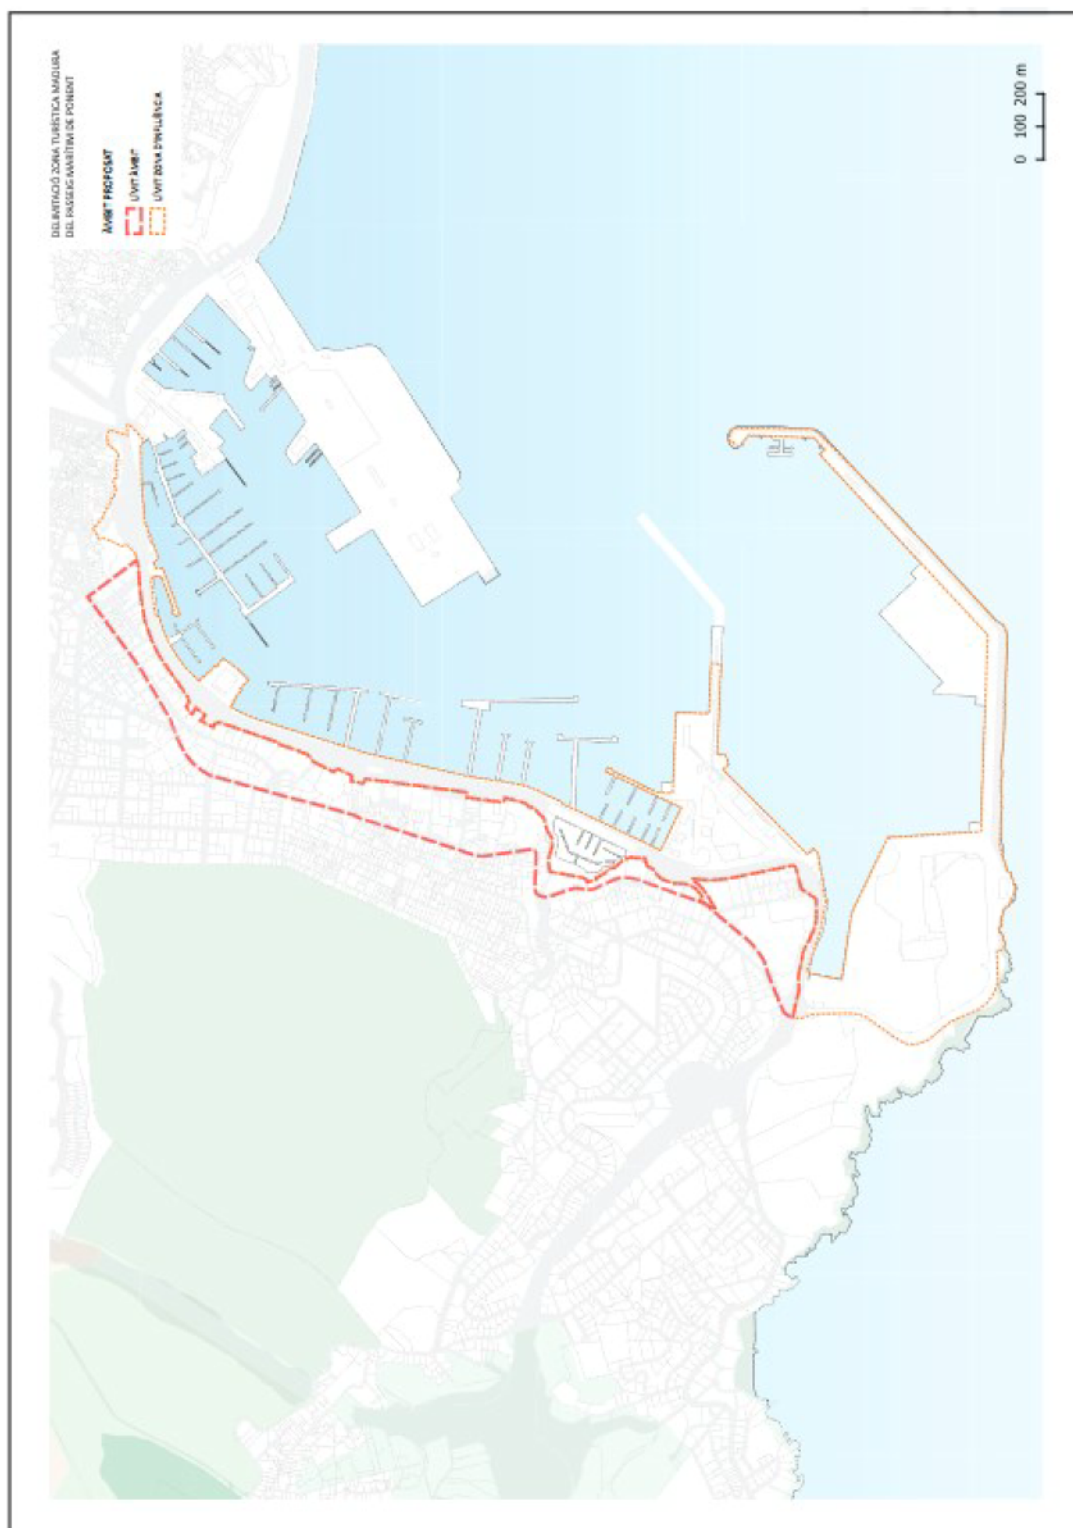 DELIMITACIÓ ZONA TURÍSTICA MADURA
DEL PASSEIG MARÍTIM DE PONENT
ÀMBIT PROPOSAT
LÍMIT ÀMBIT
LÍMIT ZONA D'INFLUÈNCIA
0 100 200 m